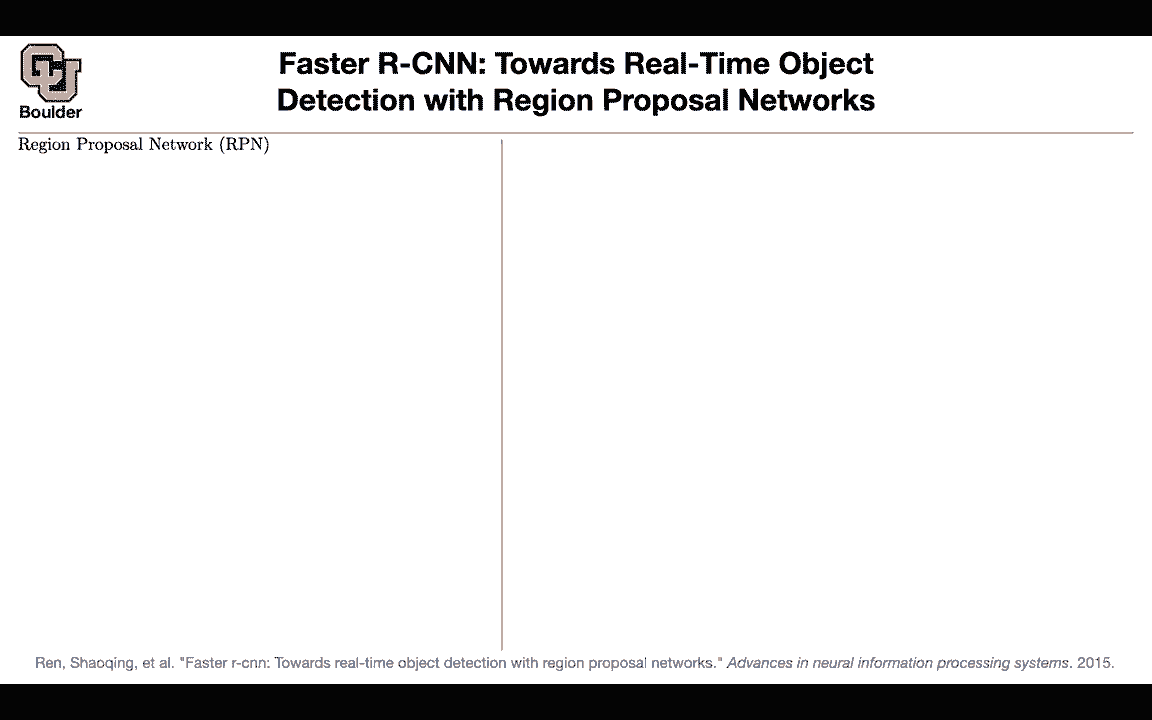 Boulder
Faster R-CNN: Towards Real-Time Object
Detection with Region Proposal Networks
Region Proposal Network (RPN)
Ren, Shaoqing, et al. "Faster r-cnn: Towards real-time object detection with region proposal networks." Advances in neural information processing systems. 2015.